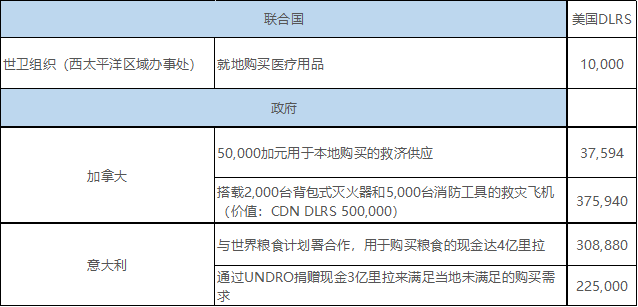 联合国 美国DLRS
世卫组织（西太平洋区域办事处） 就地购买医疗用品 10,000
政府
加拿大
50,000加元用于本地购买的救济供应 37,594
搭载2,000台背包式灭火器和5,000台消防工具的救灾飞机
（价值：CDN DLRS 500,000） 375,940
意大利
与世界粮食计划署合作，用于购买粮食的现金达4亿里拉 308,880
通过UNDRO捐赠现金3亿里拉来满足当地未满足的购买需
求 225,000